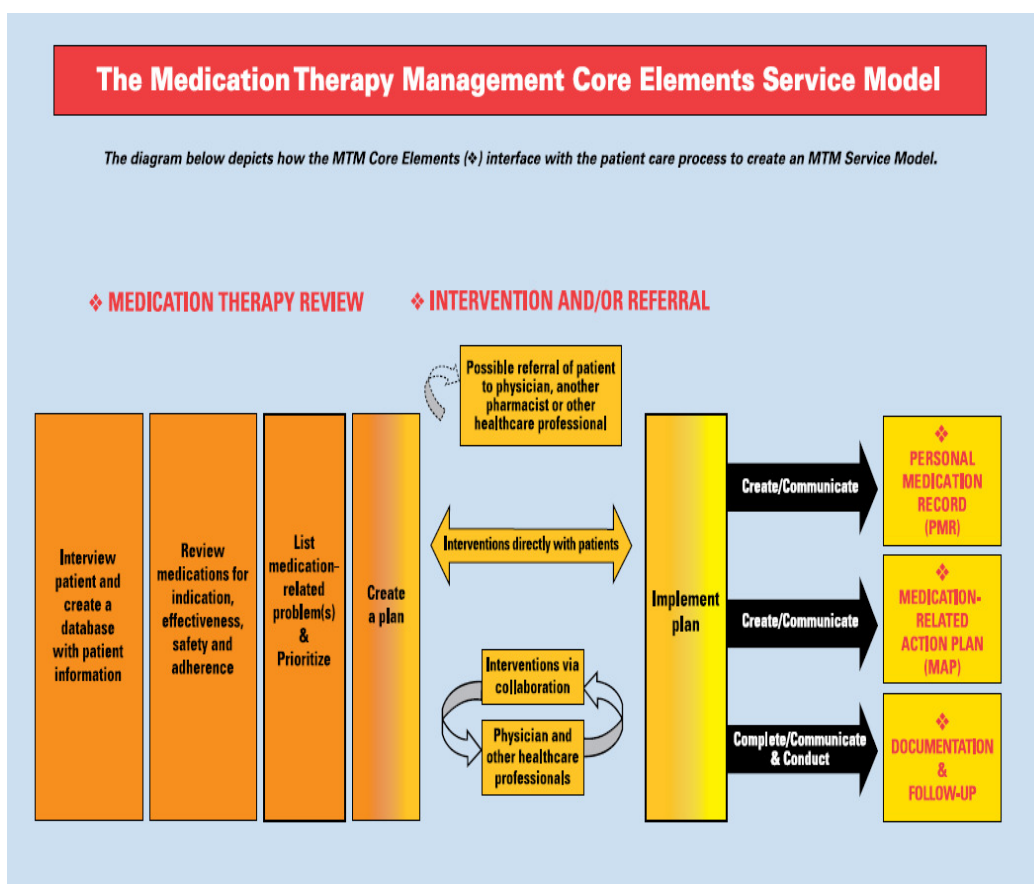 The Medication Therapy Management Core Elements Service Model
The diagram below depicts how the MTM Core Elements (❖) interface with the patient care process to create an MTM Service Model.
❖ MEDICATION THERAPY REVIEW
❖ INTERVENTION AND/OR REFERRAL
Interview
patient and
create a
database
with patient
information
Review
medications for
indication,
effectiveness,
safety and
adherence
List
medication–
related
problem(s)
&
Prioritize
Create
a plan
Possible referral of patient
to physician, another
pharmacist or other
healthcare professional
Interventions directly with patients
Interventions via
collaboration
Physician and
other healthcare
professionals
Implement
plan
Create/Communicate
❖
PERSONAL
MEDICATION
RECORD
(PMR)
Create/Communicate
❖
MEDICATION-
RELATED
ACTION PLAN
(MAP)
Complete/Communicate
& Conduct
❖
DOCUMENTATION
&
FOLLOW-UP